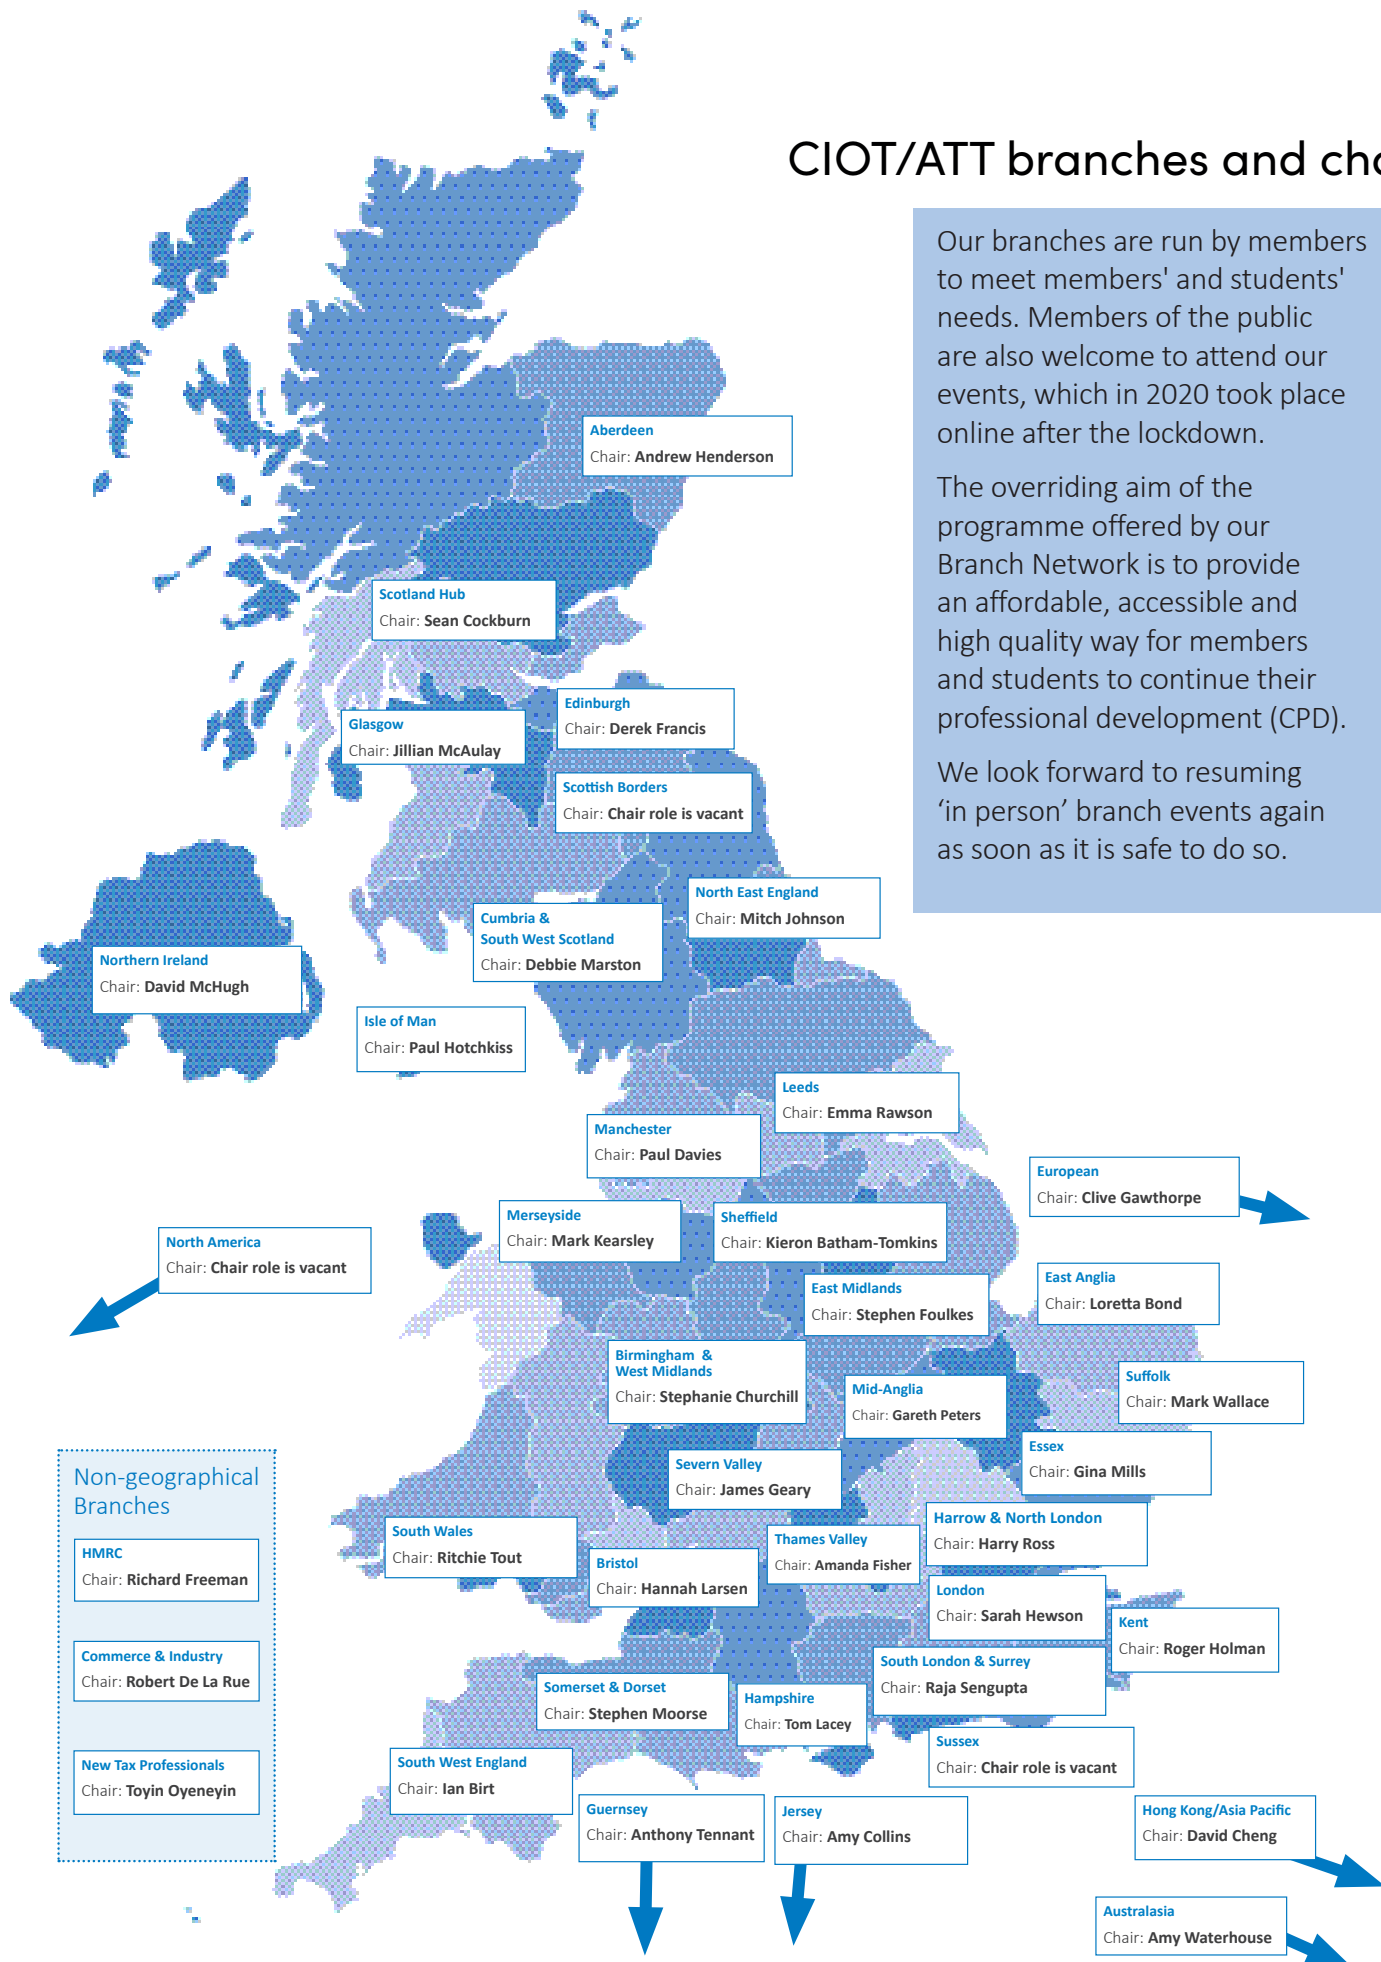 CIOT/ATT branches and cha
Our branches are run by members
to meet members' and students'
needs. Members of the public
are also welcome to attend our
events, which in 2020 took place
online after the lockdown.
The overriding aim of the
programme offered by our
Branch Network is to provide
an affordable, accessible and
high quality way for members
and students to continue their
professional development (CPD).
We look forward to resuming
‘in person’ branch events again
as soon as it is safe to do so.
Aberdeen
Chair: Andrew Henderson
Scotland Hub
Chair: Sean Cockburn
Edinburgh
Chair: Derek Francis
Glasgow
Chair: Jillian McAulay
Scottish Borders
Chair: Chair role is vacant
North East England
Chair: Mitch Johnson
Cumbria &
South West Scotland
Chair: Debbie Marston
Northern Ireland
Chair: David McHugh
Isle of Man
Chair: Paul Hotchkiss
Leeds
Chair: Emma Rawson
Manchester
Chair: Paul Davies
European
Chair: Clive Gawthorpe
Merseyside
Chair: Mark Kearsley
Sheffield
Chair: Kieron Batham-Tomkins
North America
Chair: Chair role is vacant
East Midlands
Chair: Stephen Foulkes
East Anglia
Chair: Loretta Bond
Birmingham &
West Midlands
Chair: Stephanie Churchill
Mid-Anglia
Chair: Gareth Peters
Suffolk
Chair: Mark Wallace
Essex
Chair: Gina Mills
Severn Valley
Chair: James Geary
Non-geographical
Branches
HMRC
Chair: Richard Freeman
Commerce & Industry
Chair: Robert De La Rue
New Tax Professionals
Chair: Toyin Oyeneyin
South Wales
Chair: Ritchie Tout
Bristol
Chair: Hannah Larsen
Thames Valley
Chair: Amanda Fisher
Harrow & North London
Chair: Harry Ross
London
Chair: Sarah Hewson
Kent
Chair: Roger Holman
South London & Surrey
Chair: Raja Sengupta
Somerset & Dorset
Chair: Stephen Moorse
Hampshire
Chair: Tom Lacey
Sussex
Chair: Chair role is vacant
South West England
Chair: Ian Birt
Guernsey
Chair: Anthony Tennant
Jersey
Chair: Amy Collins
Hong Kong/Asia Pacific
Chair: David Cheng
Australasia
Chair: Amy Waterhouse